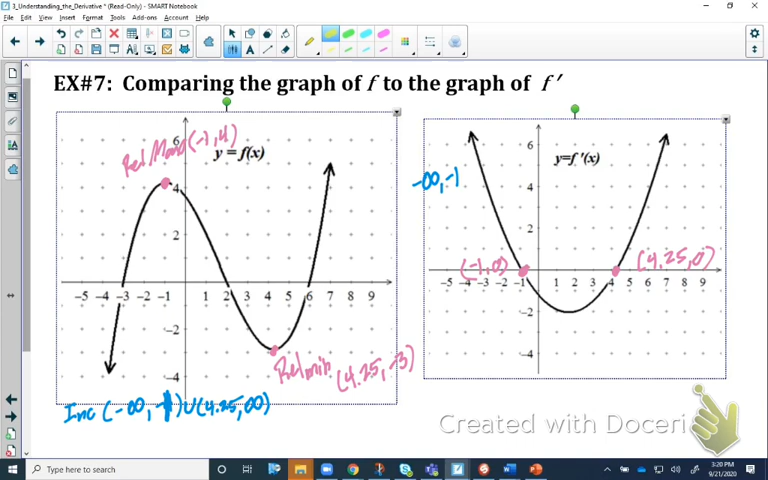 3_Understanding_the_Derivative * (Read-Only) - SMART Notebook
File Edit View Insert Format Tools Add-ons Account Help
EX#7: Comparing the graph of f to the graph of f ′
Rel Max (-1, 4)
y = f(x)
6
4
2
-5 -4 -3 -2 -1 1 2 3 4 5 6 7 8 9
-2
-4
Rel min (4.25, -3)
Inc (-∞, -1) U (4.25, ∞)
y=f ′(x)
6
-∞, -1
2
(-1, 0) (4.25, 0)
-5 -4 -3 -2 -1 1 2 3 4 5 6 7 8 9
-2
-4
Created with Doceri
Type here to search
3:20 PM
9/21/2020